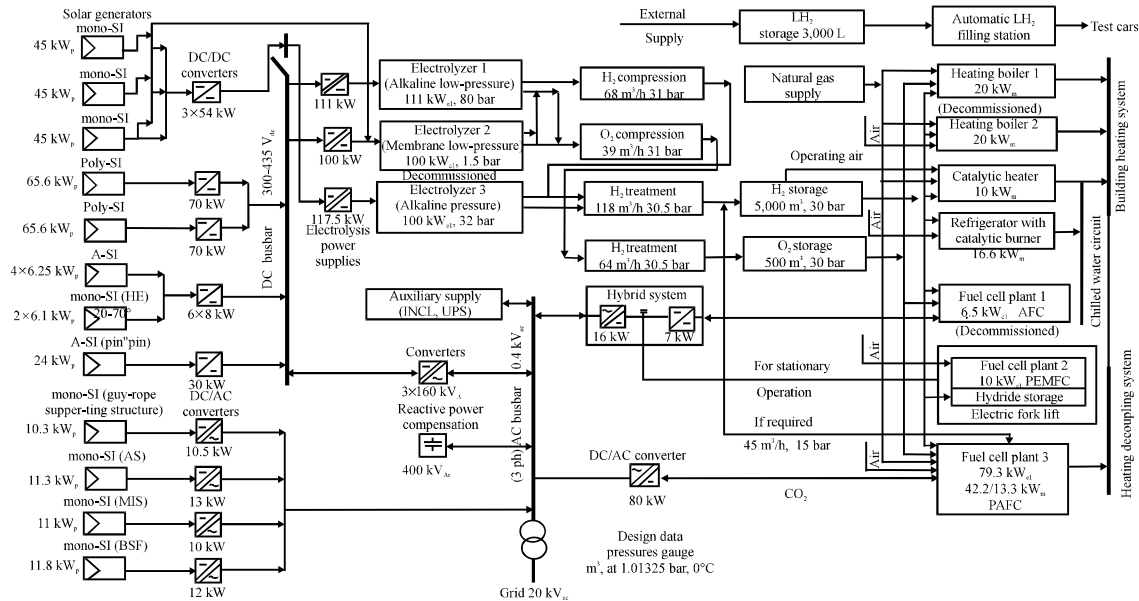 Solar generators
mono-SI
45 kWp
mono-SI
45 kWp
mono-SI
45 kWp
DC/DC
converters
3×54 kW
Poly-SI
65.6 kWp
70 kW
Poly-SI
65.6 kWp
70 kW
A-SI
4×6.25 kWp
mono-SI (HE)
20-70°
2×6.1 kWp
6×8 kW
A-SI (pin"pin)
24 kWp
30 kW
mono-SI (guy-rope
supper-ting structure)
DC/AC
converters
10.3 kWp
10.5 kW
mono-SI (AS)
11.3 kWp
13 kW
mono-SI (MIS)
11 kWp
10 kW
mono-SI (BSF)
11.8 kWp
12 kW
300-435 Vdc
DC busbar
111 kW
100 kW
117.5 kW
Electrolysis
power
supplies
Electrolyzer 1
(Alkaline low-pressure)
111 kWel, 80 bar
Electrolyzer 2
(Membrane low-pressure)
100 kWel, 1.5 bar
Decommissioned
Electrolyzer 3
(Alkaline pressure)
100 kWel, 32 bar
H2 compression
68 m3/h 31 bar
O2 compression
39 m3/h 31 bar
H2 treatment
118 m3/h 30.5 bar
H2 treatment
64 m3/h 30.5 bar
H2 storage
5,000 m3, 30 bar
O2 storage
500 m3, 30 bar
External
Supply
LH2
storage 3,000 L
Automatic LH2
filling station
Test cars
Natural gas
supply
Operating air
Heating boiler 1
20 kWm
(Decommissioned)
Air
Heating boiler 2
20 kWm
Catalytic heater
10 kWm
Air
Refrigerator with
catalytic burner
16.6 kWm
Fuel cell plant 1
6.5 kWel AFC
(Decommissioned)
Air
Fuel cell plant 2
10 kWel PEMFC
Hydride storage
Electric fork lift
Air
Fuel cell plant 3
79.3 kWel
42.2/13.3 kWm
PAFC
Building heating system
Chilled water circuit
Heating decoupling system
Auxiliary supply
(INCL, UPS)
Hybrid system
16 kW
7 kW
Converters
3×160 kVA
Reactive power
compensation
400 kVAr
0.4 kVac
(3 ph) AC busbar
For stationary
Operation
If required
45 m3/h, 15 bar
DC/AC converter
80 kW
CO2
Design data
pressures gauge
m3, at 1.01325 bar, 0°C
Grid 20 kVac